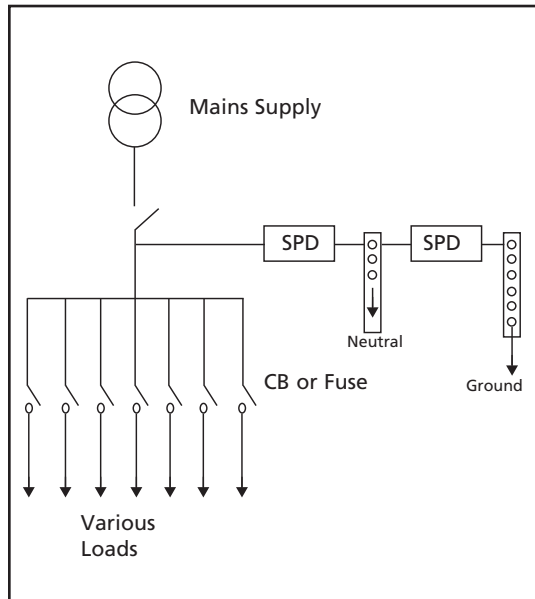 Mains Supply
SPD
SPD
Neutral
Ground
CB or Fuse
Various
Loads